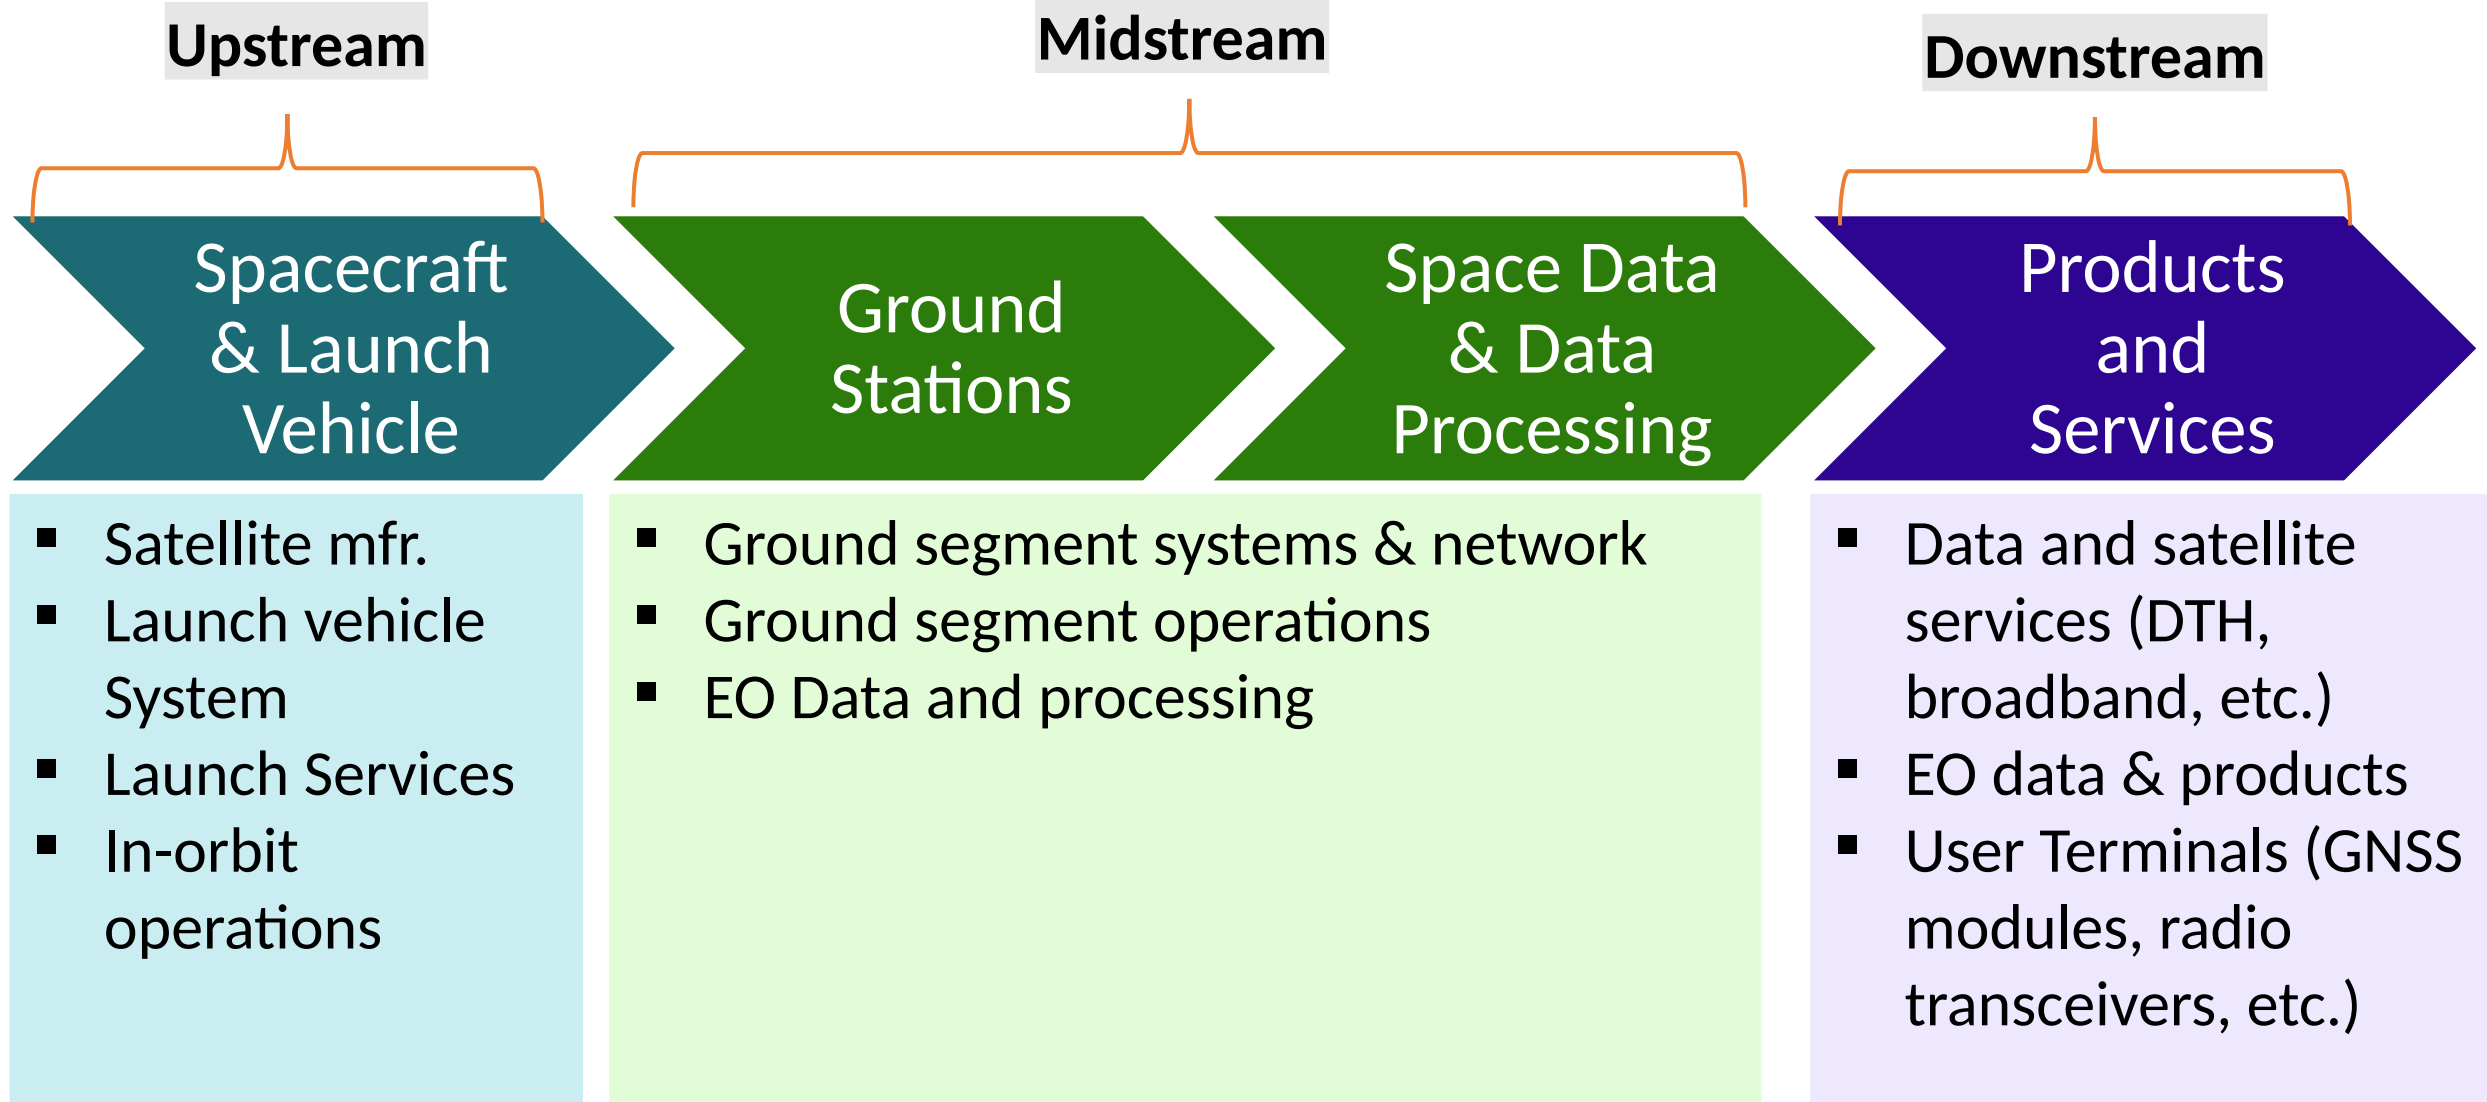 Upstream
Midstream
Downstream
Spacecraft
& Launch
Vehicle
Ground
Stations
Space Data
& Data
Processing
Products
and
Services
▪ Satellite mfr.
▪ Launch vehicle
System
▪ Launch Services
▪ In-orbit
operations
▪ Ground segment systems & network
▪ Ground segment operations
▪ EO Data and processing
▪ Data and satellite
services (DTH,
broadband, etc.)
▪ EO data & products
▪ User Terminals (GNSS
modules, radio
transceivers, etc.)